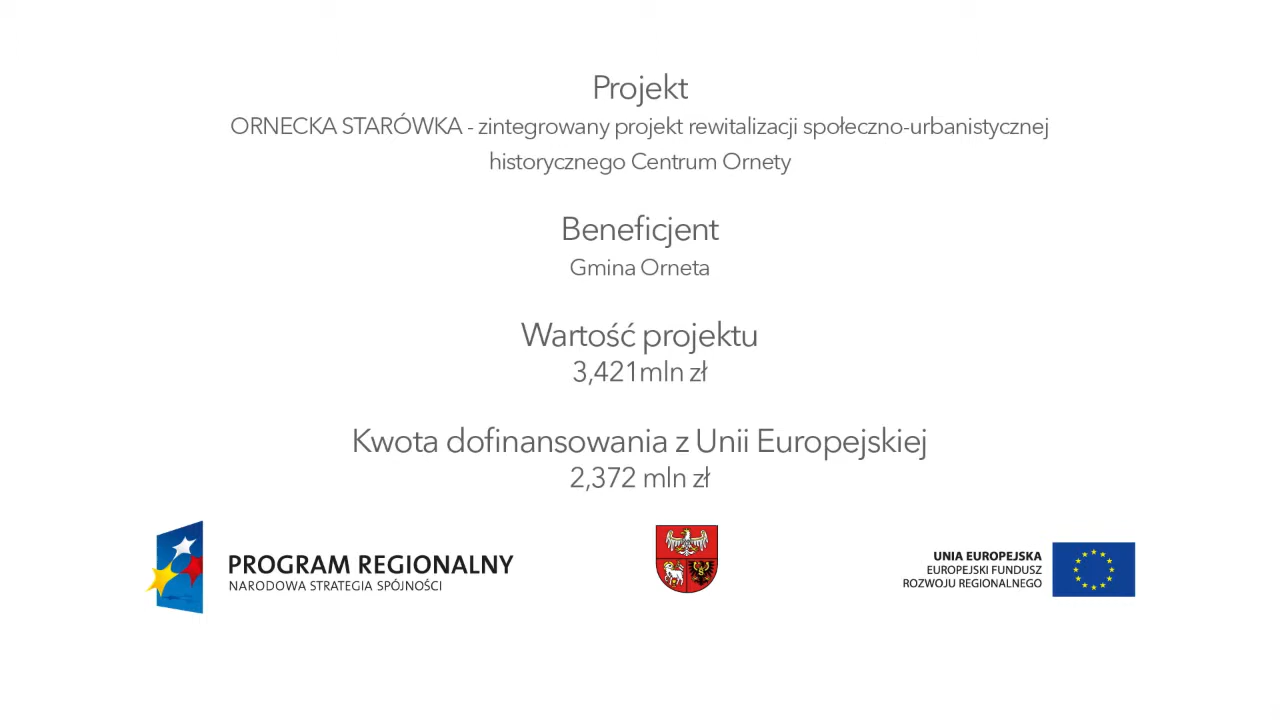 Projekt
ORNECKA STARÓWKA - zintegrowany projekt rewitalizacji społeczno-urbanistycznej
historycznego Centrum Ornety
Beneficjent
Gmina Orneta
Wartość projektu
3,421mln zł
Kwota dofinansowania z Unii Europejskiej
2,372 mln zł
PROGRAM REGIONALNY
NARODOWA STRATEGIA SPÓJNOŚCI
UNIA EUROPEJSKA
EUROPEJSKI FUNDUSZ
ROZWOJU REGIONALNEGO